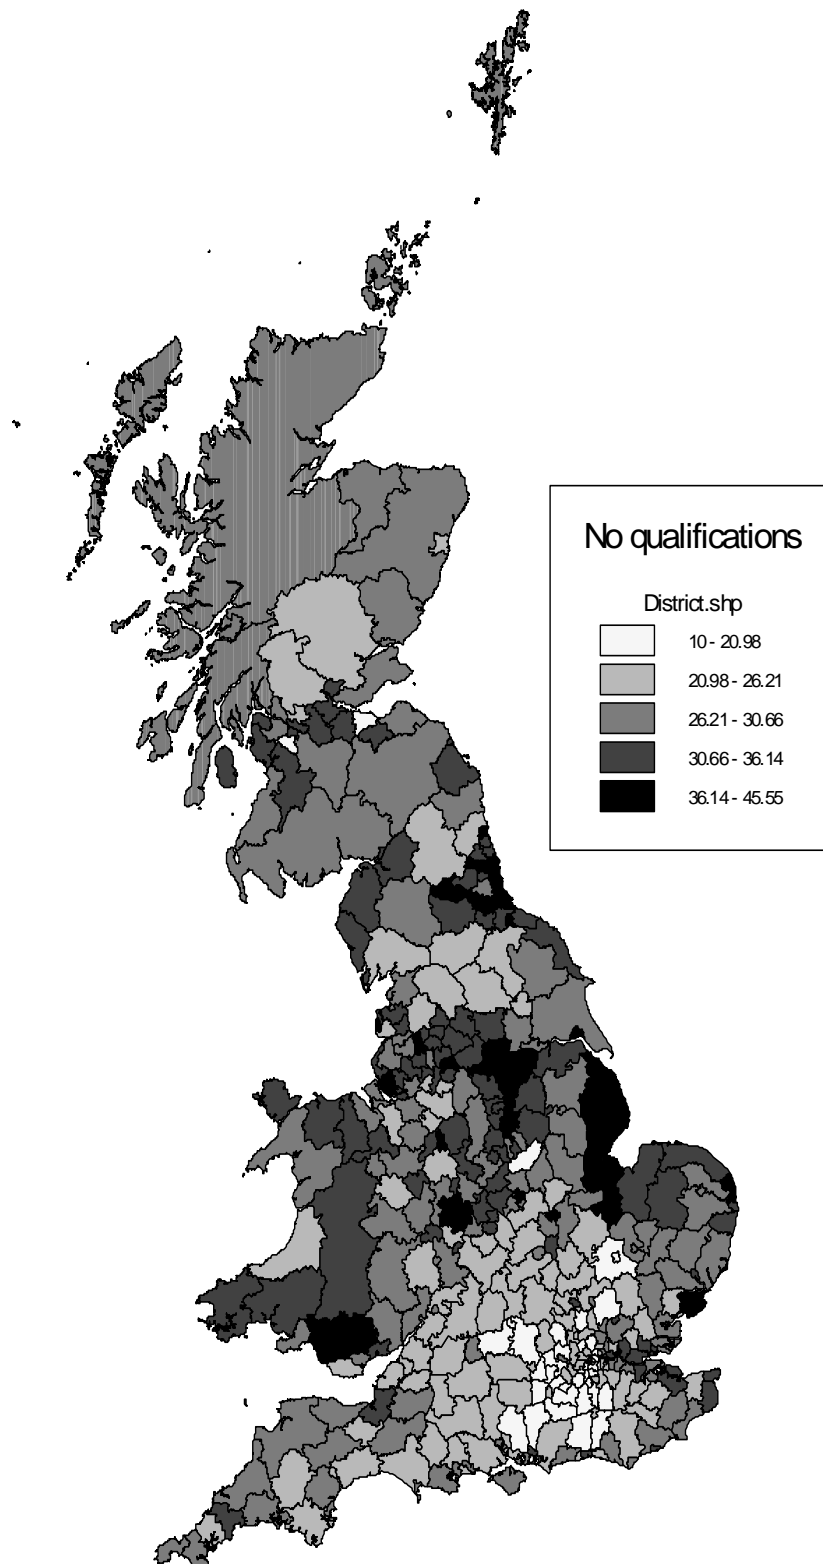 No qualifications
District.shp
10 - 20.98
20.98 - 26.21
26.21 - 30.66
30.66 - 36.14
36.14 - 45.55